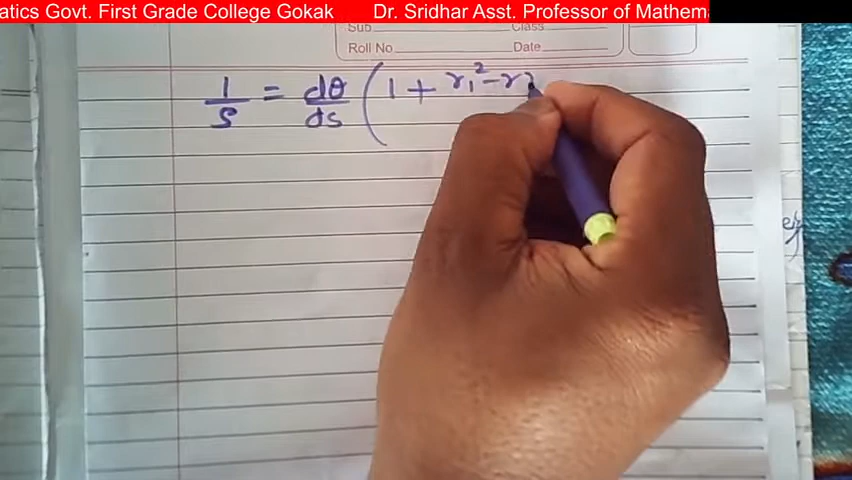 atics Govt. First Grade College Gokak Dr. Sridhar Asst. Professor of Mathem
Sub Class
Roll No Date
1/S = dθ/ds ( 1 + r₁² - r